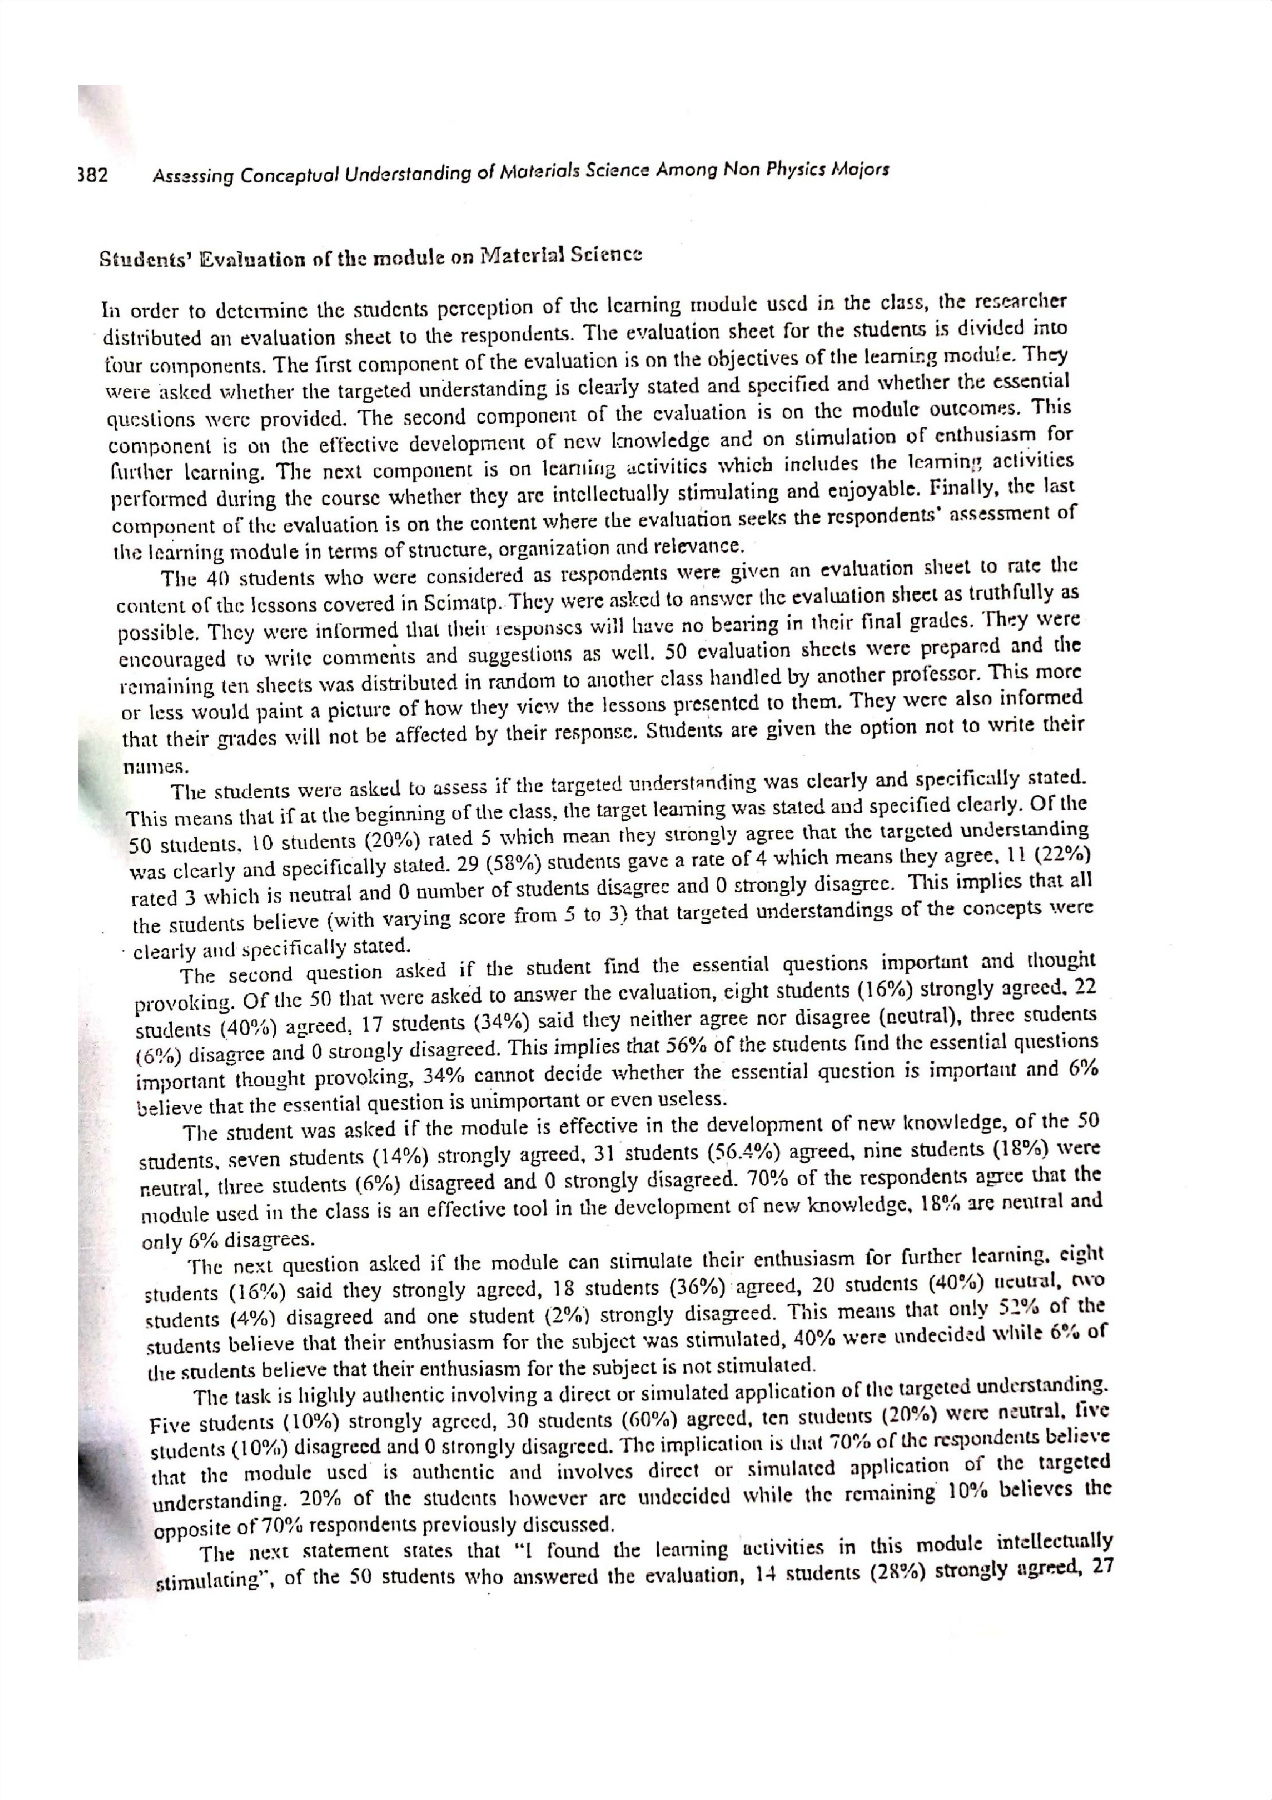 382 Assessing Conceptual Understanding of Materials Science Among Non Physics Majors
Students' Evaluation of the module on Material Science
In order to determine the students perception of the learning module used in the class, the researcher
distributed an evaluation sheet to the respondents. The evaluation sheet for the students is divided into
four components. The first component of the evaluation is on the objectives of the learning module. They
were asked whether the targeted understanding is clearly stated and specified and whether the essential
questions were provided. The second component of the evaluation is on the module outcomes. This
component is on the effective development of new knowledge and on stimulation of enthusiasm for
further learning. The next component is on learning activities which includes the learning activities
performed during the course whether they are intellectually stimulating and enjoyable. Finally, the last
component of the evaluation is on the content where the evaluation seeks the respondents' assessment of
the learning module in terms of structure, organization and relevance.
The 40 students who were considered as respondents were given an evaluation sheet to rate the
content of the lessons covered in Scimatp. They were asked to answer the evaluation sheet as truthfully as
possible. They were informed that their responses will have no bearing in their final grades. They were
encouraged to write comments and suggestions as well. 50 evaluation sheets were prepared and the
remaining ten sheets was distributed in random to another class handled by another professor. This more
or less would paint a picture of how they view the lessons presented to them. They were also informed
that their grades will not be affected by their response. Students are given the option not to write their
names.
The students were asked to assess if the targeted understanding was clearly and specifically stated.
This means that if at the beginning of the class, the target learning was stated and specified clearly. Of the
50 students, 10 students (20%) rated 5 which mean they strongly agree that the targeted understanding
was clearly and specifically stated. 29 (58%) students gave a rate of 4 which means they agree, 11 (22%)
rated 3 which is neutral and 0 number of students disagree and 0 strongly disagree. This implies that all
the students believe (with varying score from 5 to 3) that targeted understandings of the concepts were
clearly and specifically stated.
The second question asked if the student find the essential questions important and thought
provoking. Of the 50 that were asked to answer the evaluation, eight students (16%) strongly agreed, 22
students (40%) agreed, 17 students (34%) said they neither agree nor disagree (neutral), three students
(6%) disagree and 0 strongly disagreed. This implies that 56% of the students find the essential questions
important thought provoking, 34% cannot decide whether the essential question is important and 6%
believe that the essential question is unimportant or even useless.
The student was asked if the module is effective in the development of new knowledge, of the 50
students, seven students (14%) strongly agreed, 31 students (56.4%) agreed, nine students (18%) were
neutral, three students (6%) disagreed and 0 strongly disagreed. 70% of the respondents agree that the
module used in the class is an effective tool in the development of new knowledge, 18% are neutral and
only 6% disagrees.
The next question asked if the module can stimulate their enthusiasm for further learning, eight
students (16%) said they strongly agreed, 18 students (36%) agreed, 20 students (40%) neutral, two
students (4%) disagreed and one student (2%) strongly disagreed. This means that only 52% of the
students believe that their enthusiasm for the subject was stimulated, 40% were undecided while 6% of
the students believe that their enthusiasm for the subject is not stimulated.
The task is highly authentic involving a direct or simulated application of the targeted understanding.
Five students (10%) strongly agreed, 30 students (60%) agreed, ten students (20%) were neutral, five
students (10%) disagreed and 0 strongly disagreed. The implication is that 70% of the respondents believe
that the module used is authentic and involves direct or simulated application of the targeted
understanding. 20% of the students however are undecided while the remaining 10% believes the
opposite of 70% respondents previously discussed.
The next statement states that "I found the learning activities in this module intellectually
stimulating", of the 50 students who answered the evaluation, 14 students (28%) strongly agreed, 27